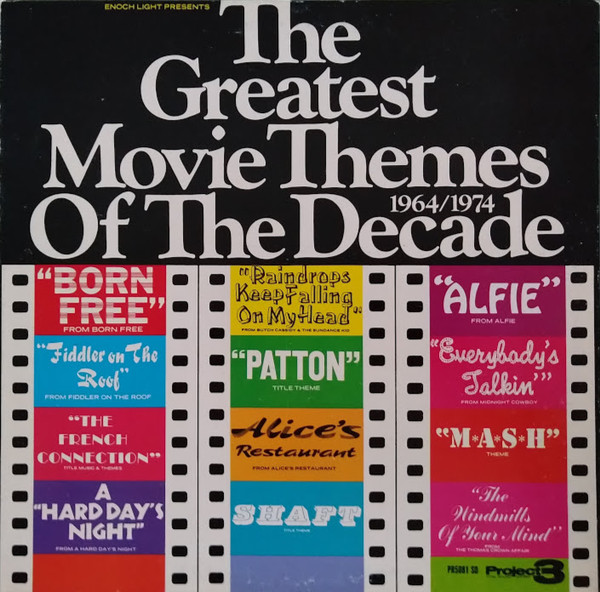 ENOCH LIGHT PRESENTS
The
Greatest
Movie Themes
1964/1974
Of The Decade
"BORN
FREE"
FROM BORN FREE
"Fiddler on The
Roof"
FROM FIDDLER ON THE ROOF
"THE
FRENCH
CONNECTION"
TITLE MUSIC & THEMES
A
"HARD DAY'S
NIGHT"
FROM A HARD DAY'S NIGHT
"Raindrops
Keep Falling
On My Head"
FROM BUTCH CASSIDY & THE SUNDANCE KID
"PATTON"
TITLE THEME
Alice's
Restaurant
FROM ALICE'S RESTAURANT
SHAFT
TITLE THEME
"ALFIE"
FROM ALFIE
"Everybody's
Talkin'"
FROM MIDNIGHT COWBOY
"M*A*S*H"
THEME
"The
Windmills
Of Your Mind"
FROM
THE THOMAS CROWN AFFAIR
PR5081 SD Project 3